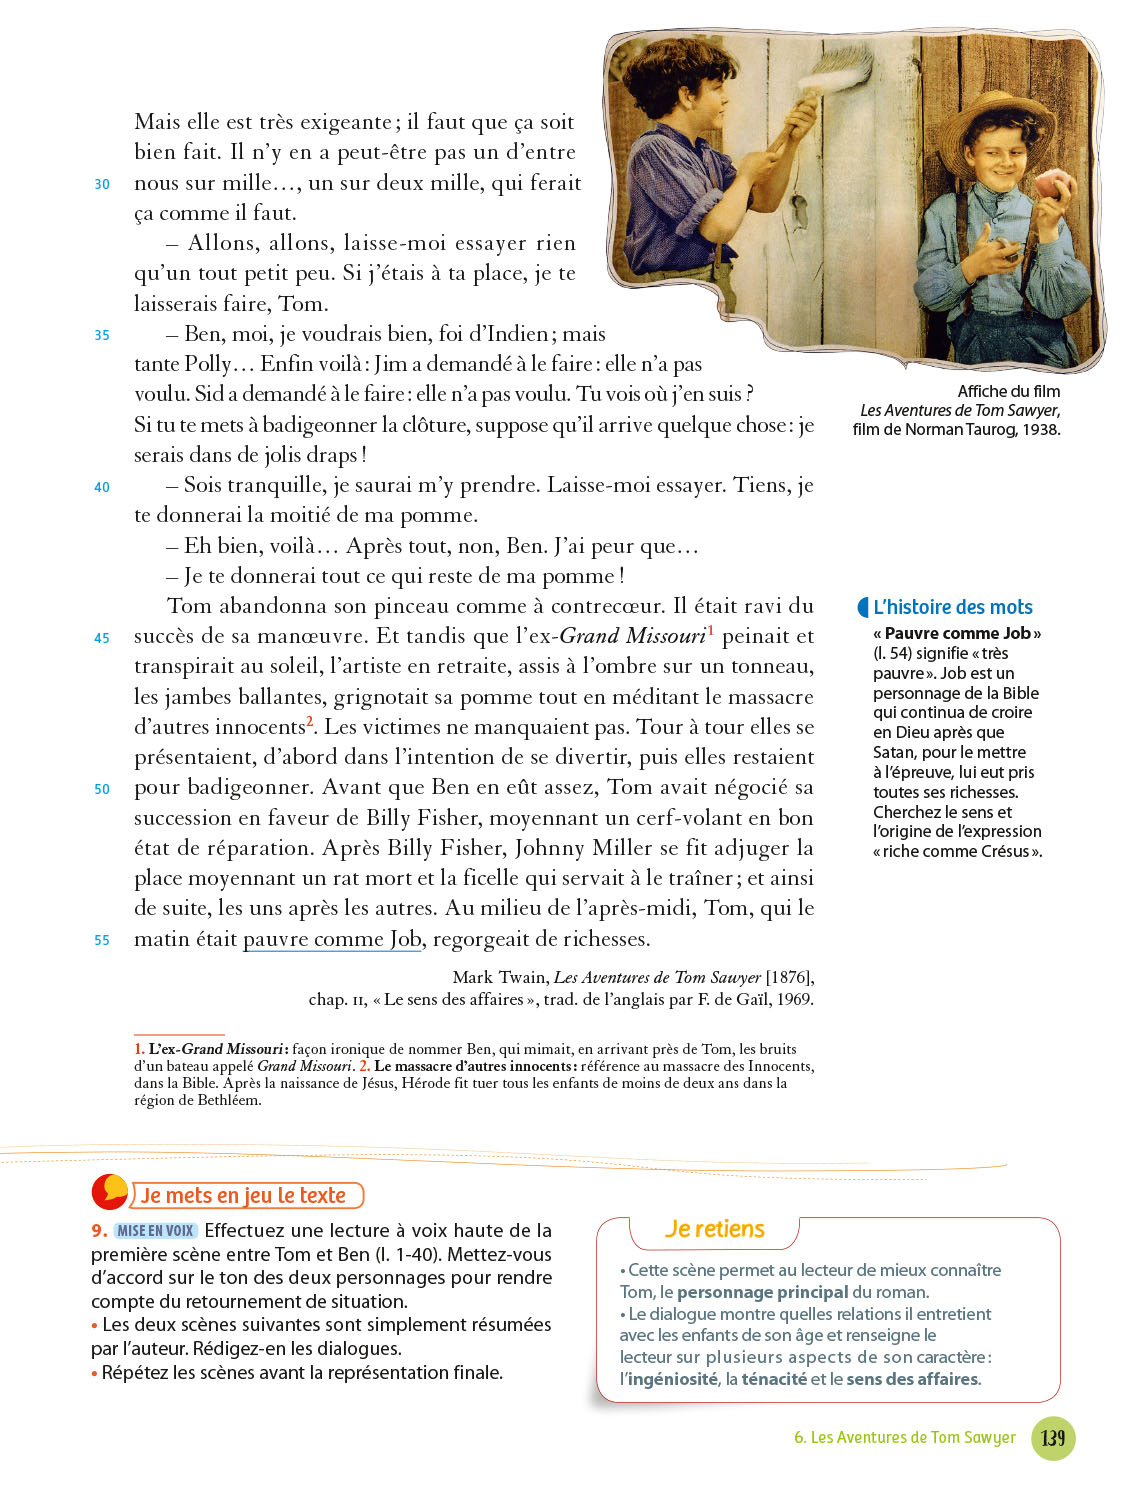 Mais elle est très exigeante ; il faut que ça soit
bien fait. Il n’y en a peut-être pas un d’entre
30 nous sur mille…, un sur deux mille, qui ferait
ça comme il faut.
– Allons, allons, laisse-moi essayer rien
qu’un tout petit peu. Si j’étais à ta place, je te
laisserais faire, Tom.
35 – Ben, moi, je voudrais bien, foi d’Indien ; mais
tante Polly… Enfin voilà : Jim a demandé à le faire : elle n’a pas
voulu. Sid a demandé à le faire : elle n’a pas voulu. Tu vois où j’en suis ?
Si tu te mets à badigeonner la clôture, suppose qu’il arrive quelque chose : je
serais dans de jolis draps !
40 – Sois tranquille, je saurai m’y prendre. Laisse-moi essayer. Tiens, je
te donnerai la moitié de ma pomme.
– Eh bien, voilà… Après tout, non, Ben. J’ai peur que…
– Je te donnerai tout ce qui reste de ma pomme !
Tom abandonna son pinceau comme à contrecœur. Il était ravi du
45 succès de sa manœuvre. Et tandis que l’ex-Grand Missouri1 peinait et
transpirait au soleil, l’artiste en retraite, assis à l’ombre sur un tonneau,
les jambes ballantes, grignotait sa pomme tout en méditant le massacre
d’autres innocents2. Les victimes ne manquaient pas. Tour à tour elles se
présentaient, d’abord dans l’intention de se divertir, puis elles restaient
50 pour badigeonner. Avant que Ben en eût assez, Tom avait négocié sa
succession en faveur de Billy Fisher, moyennant un cerf-volant en bon
état de réparation. Après Billy Fisher, Johnny Miller se fit adjuger la
place moyennant un rat mort et la ficelle qui servait à le traîner ; et ainsi
de suite, les uns après les autres. Au milieu de l’après-midi, Tom, qui le
55 matin était pauvre comme Job, regorgeait de richesses.
Mark Twain, Les Aventures de Tom Sawyer [1876],
chap. II, « Le sens des affaires », trad. de l’anglais par F. de Gaïl, 1969.
Affiche du film
Les Aventures de Tom Sawyer,
film de Norman Taurog, 1938.
L’histoire des mots
« Pauvre comme Job »
(l. 54) signifie « très
pauvre ». Job est un
personnage de la Bible
qui continua de croire
en Dieu après que
Satan, pour le mettre
à l’épreuve, lui eut pris
toutes ses richesses.
Cherchez le sens et
l’origine de l’expression
« riche comme Crésus ».
1. L’ex-Grand Missouri : façon ironique de nommer Ben, qui mimait, en arrivant près de Tom, les bruits
d’un bateau appelé Grand Missouri. 2. Le massacre d’autres innocents : référence au massacre des Innocents,
dans la Bible. Après la naissance de Jésus, Hérode fit tuer tous les enfants de moins de deux ans dans la
région de Bethléem.
Je mets en jeu le texte
9. MISE EN VOIX Effectuez une lecture à voix haute de la
première scène entre Tom et Ben (l. 1-40). Mettez-vous
d’accord sur le ton des deux personnages pour rendre
compte du retournement de situation.
• Les deux scènes suivantes sont simplement résumées
par l’auteur. Rédigez-en les dialogues.
• Répétez les scènes avant la représentation finale.
Je retiens
• Cette scène permet au lecteur de mieux connaître
Tom, le personnage principal du roman.
• Le dialogue montre quelles relations il entretient
avec les enfants de son âge et renseigne le
lecteur sur plusieurs aspects de son caractère :
l’ingéniosité, la ténacité et le sens des affaires.
6. Les Aventures de Tom Sawyer 139